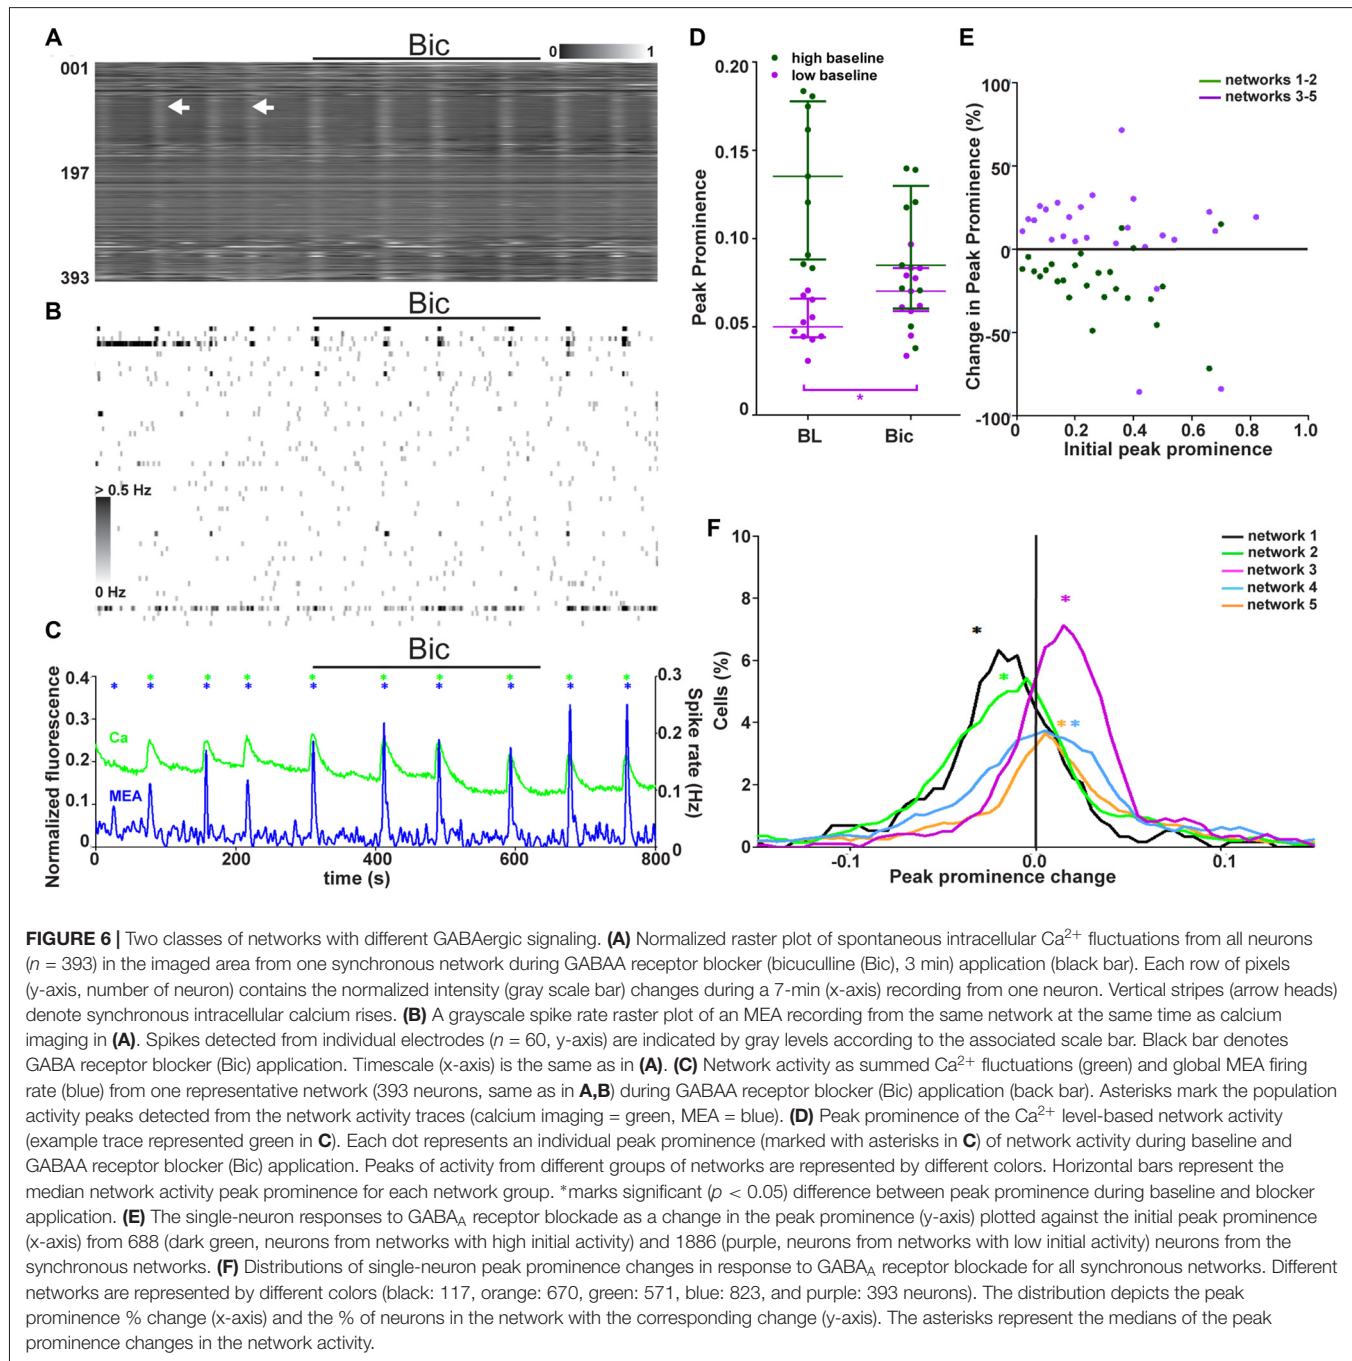 A
Bic
0
1
001
197
393
B
Bic
> 0.5 Hz
0 Hz
C
Bic
Normalized fluorescence
0.4
0.3
0.2
0.1
0
Ca
MEA
* * * * * * * * *
* * * * * * * * * *
0.3
0.2
0.1
0
Spike rate (Hz)
0
200
400
600
800
time (s)
D
high baseline
low baseline
Peak Prominence
0.20
0.15
0.10
0.05
0
*
BL
Bic
E
networks 1-2
networks 3-5
Change in Peak Prominence (%)
100
50
0
-50
-100
0
0.2
0.4
0.6
0.8
1.0
Initial peak prominence
F
network 1
network 2
network 3
network 4
network 5
Cells (%)
10
8
6
4
2
0
*
*
*
* *
-0.1
0.0
0.1
Peak prominence change
FIGURE 6 | Two classes of networks with different GABAergic signaling. (A) Normalized raster plot of spontaneous intracellular Ca²⁺ fluctuations from all neurons
(n = 393) in the imaged area from one synchronous network during GABAA receptor blocker (bicuculline (Bic), 3 min) application (black bar). Each row of pixels
(y-axis, number of neuron) contains the normalized intensity (gray scale bar) changes during a 7-min (x-axis) recording from one neuron. Vertical stripes (arrow heads)
denote synchronous intracellular calcium rises. (B) A grayscale spike rate raster plot of an MEA recording from the same network at the same time as calcium
imaging in (A). Spikes detected from individual electrodes (n = 60, y-axis) are indicated by gray levels according to the associated scale bar. Black bar denotes
GABA receptor blocker (Bic) application. Timescale (x-axis) is the same as in (A). (C) Network activity as summed Ca²⁺ fluctuations (green) and global MEA firing
rate (blue) from one representative network (393 neurons, same as in A,B) during GABAA receptor blocker (Bic) application (back bar). Asterisks mark the population
activity peaks detected from the network activity traces (calcium imaging = green, MEA = blue). (D) Peak prominence of the Ca²⁺ level-based network activity
(example trace represented green in C). Each dot represents an individual peak prominence (marked with asterisks in C) of network activity during baseline and
GABAA receptor blocker (Bic) application. Peaks of activity from different groups of networks are represented by different colors. Horizontal bars represent the
median network activity peak prominence for each network group. *marks significant (p < 0.05) difference between peak prominence during baseline and blocker
application. (E) The single-neuron responses to GABA_A receptor blockade as a change in the peak prominence (y-axis) plotted against the initial peak prominence
(x-axis) from 688 (dark green, neurons from networks with high initial activity) and 1886 (purple, neurons from networks with low initial activity) neurons from the
synchronous networks. (F) Distributions of single-neuron peak prominence changes in response to GABA_A receptor blockade for all synchronous networks. Different
networks are represented by different colors (black: 117, orange: 670, green: 571, blue: 823, and purple: 393 neurons). The distribution depicts the peak
prominence % change (x-axis) and the % of neurons in the network with the corresponding change (y-axis). The asterisks represent the medians of the peak
prominence changes in the network activity.